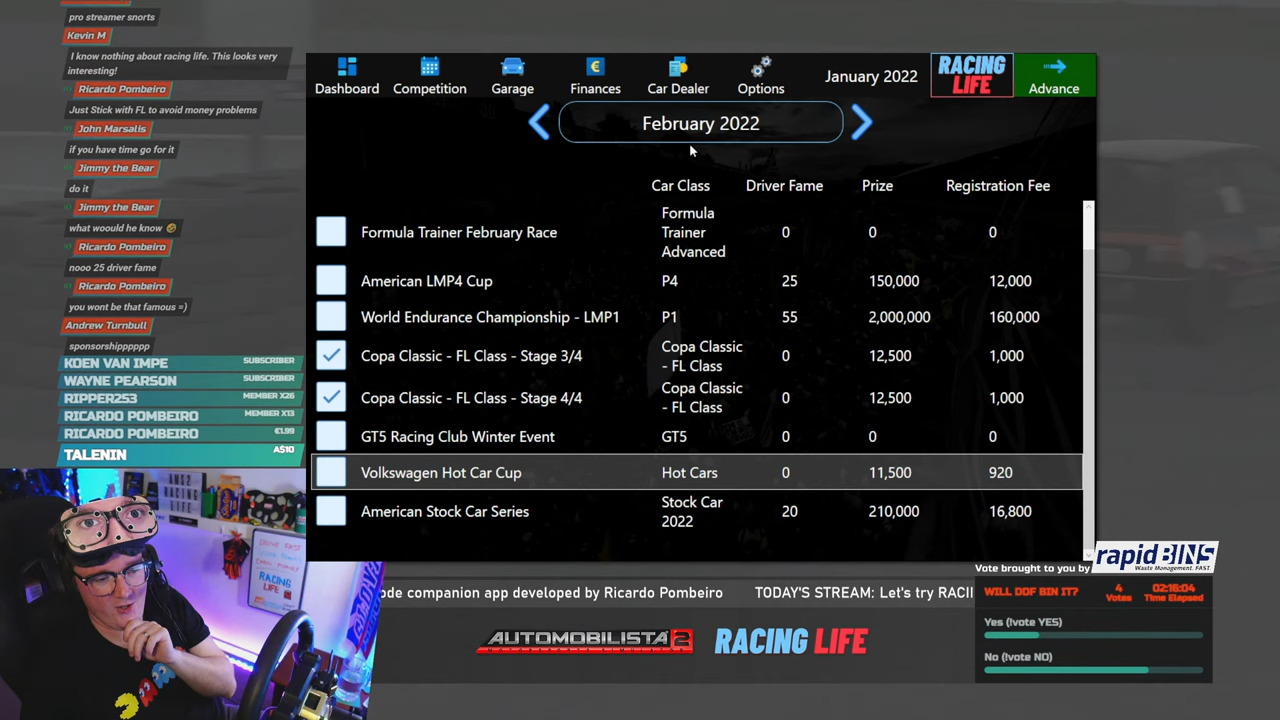 pro streamer snorts
Kevin M
I know nothing about racing life. This looks very
interesting!
Ricardo Pombeiro
Just Stick with FL to avoid money problems
John Marsalis
if you have time go for it
Jimmy the Bear
do it
Jimmy the Bear
what woould he know 🤣
Ricardo Pombeiro
nooo 25 driver fame
Ricardo Pombeiro
you wont be that famous =)
Andrew Turnbull
sponsorshipppppp
KOEN VAN IMPE SUBSCRIBER
WAYNE PEARSON SUBSCRIBER
RIPPER253 MEMBER X26
RICARDO POMBEIRO MEMBER X13
RICARDO POMBEIRO €1.99
TALENIN A$10
Dashboard Competition Garage Finances Car Dealer Options January 2022 RACING LIFE Advance
February 2022
Car Class Driver Fame Prize Registration Fee
Formula Trainer February Race Formula Trainer Advanced 0 0 0
American LMP4 Cup P4 25 150,000 12,000
World Endurance Championship - LMP1 P1 55 2,000,000 160,000
Copa Classic - FL Class - Stage 3/4 Copa Classic - FL Class 0 12,500 1,000
Copa Classic - FL Class - Stage 4/4 Copa Classic - FL Class 0 12,500 1,000
GT5 Racing Club Winter Event GT5 0 0 0
Volkswagen Hot Car Cup Hot Cars 0 11,500 920
American Stock Car Series Stock Car 2022 20 210,000 16,800
ode companion app developed by Ricardo Pombeiro TODAY'S STREAM: Let's try RACII
AUTOMOBILISTA 2 RACING LIFE
Vote brought to you by
rapidBINS
Waste Management. FAST.
WILL DOF BIN IT? 4 Votes 02:16:04 Time Elapsed
Yes (!vote YES)
No (!vote NO)
AMS2
RACING
LIFE
RACING
LIFE